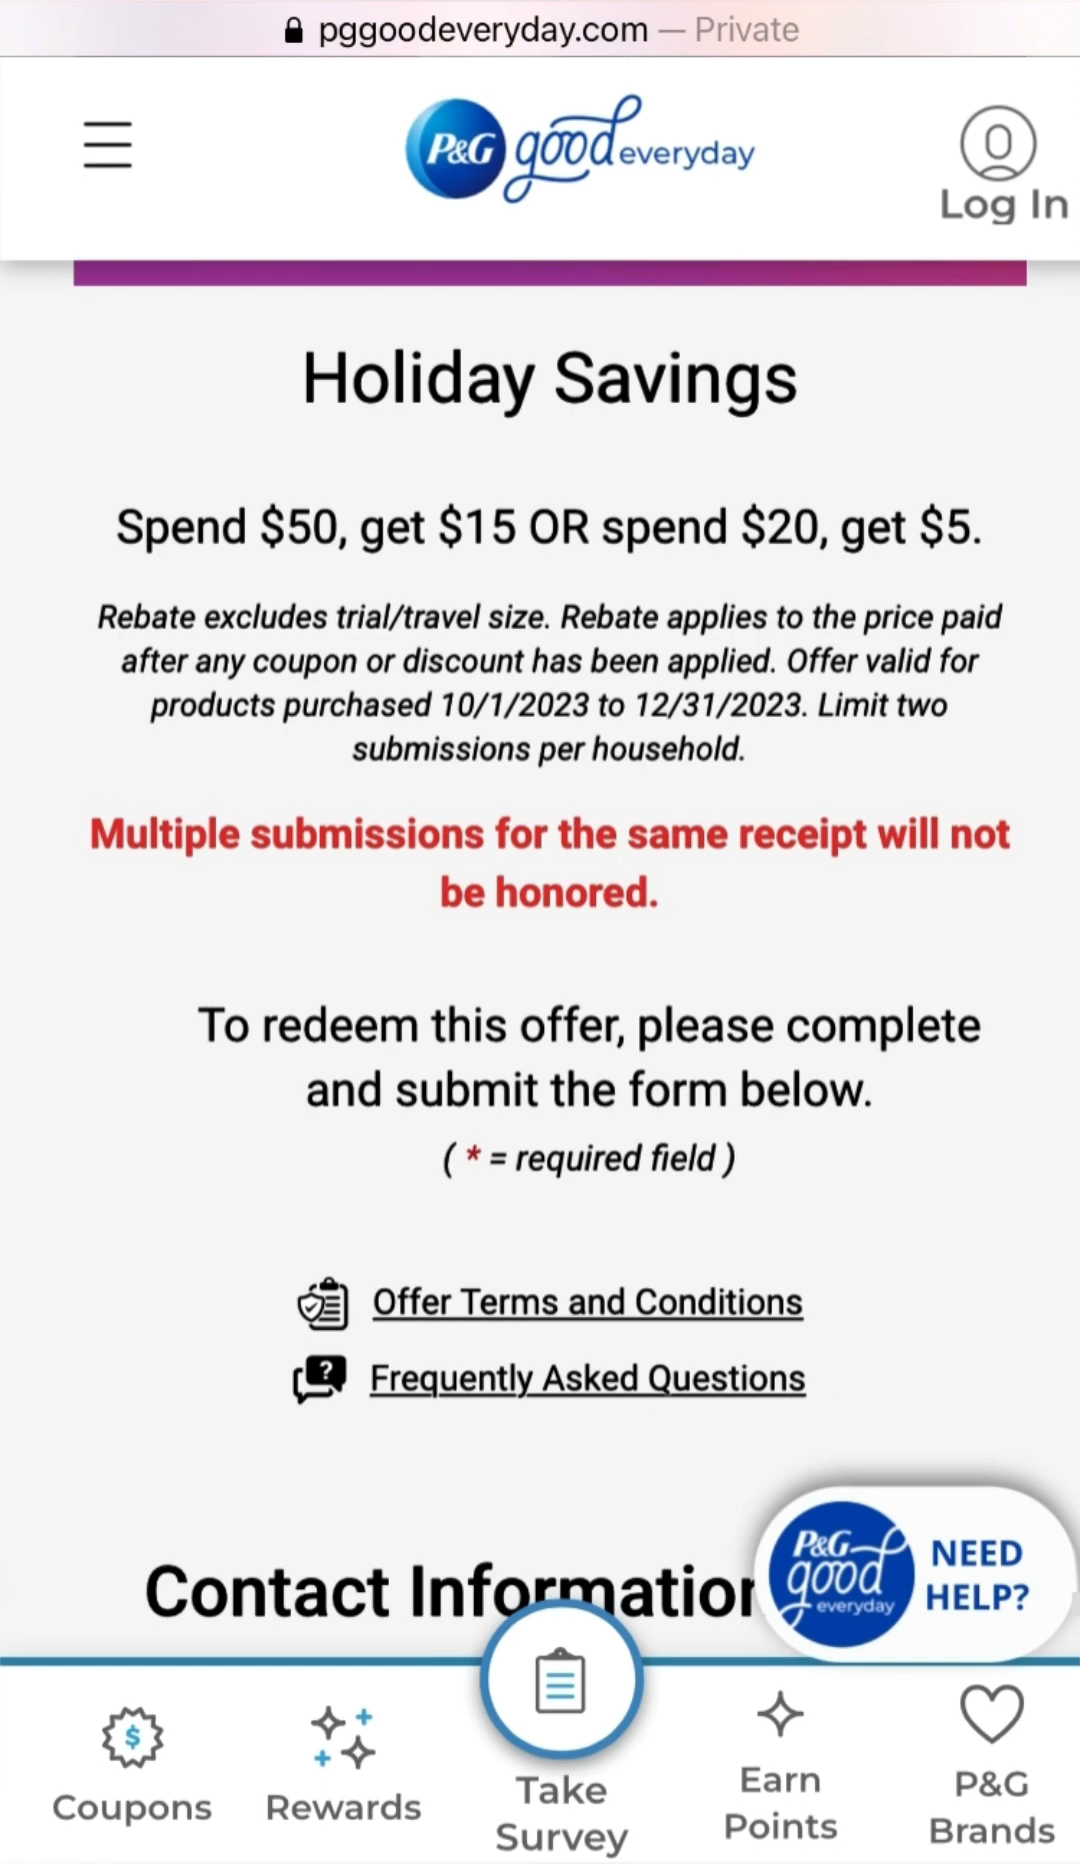 pggoodeveryday.com — Private
P&G good everyday
Log In
Holiday Savings
Spend $50, get $15 OR spend $20, get $5.
Rebate excludes trial/travel size. Rebate applies to the price paid
after any coupon or discount has been applied. Offer valid for
products purchased 10/1/2023 to 12/31/2023. Limit two
submissions per household.
Multiple submissions for the same receipt will not
be honored.
To redeem this offer, please complete
and submit the form below.
( * = required field )
Offer Terms and Conditions
Frequently Asked Questions
Contact Information
P&G good everyday
NEED
HELP?
Coupons
Rewards
Take
Survey
Earn
Points
P&G
Brands